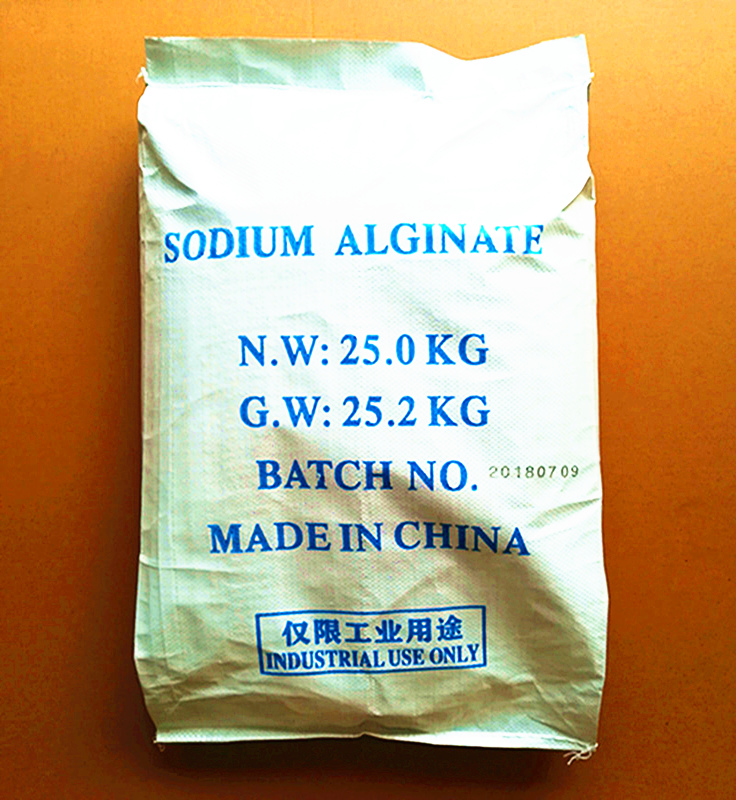 SODIUM ALGINATE
N.W: 25.0 KG
G.W: 25.2 KG
BATCH NO. 20180709
MADE IN CHINA
仅限工业用途
INDUSTRIAL USE ONLY